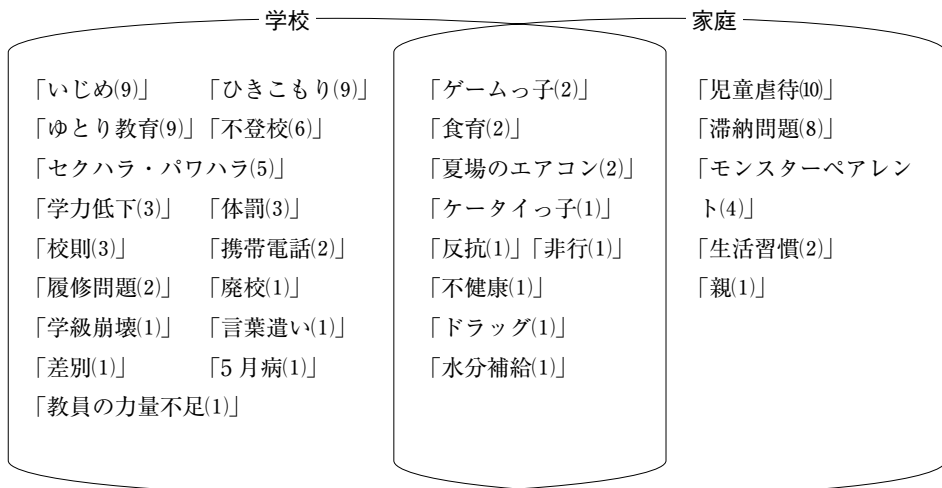 学校
家庭
「いじめ(9)」 「ひきこもり(9)」
「ゆとり教育(9)」「不登校(6)」
「セクハラ・パワハラ(5)」
「学力低下(3)」 「体罰(3)」
「校則(3)」 「携帯電話(2)」
「履修問題(2)」 「廃校(1)」
「学級崩壊(1)」 「言葉遣い(1)」
「差別(1)」 「5月病(1)」
「教員の力量不足(1)」
「ゲームっ子(2)」
「食育(2)」
「夏場のエアコン(2)」
「ケータイっ子(1)」
「反抗(1)」「非行(1)」
「不健康(1)」
「ドラッグ(1)」
「水分補給(1)」
「児童虐待(10)」
「滞納問題(8)」
「モンスターペアレン
ト(4)」
「生活習慣(2)」
「親(1)」